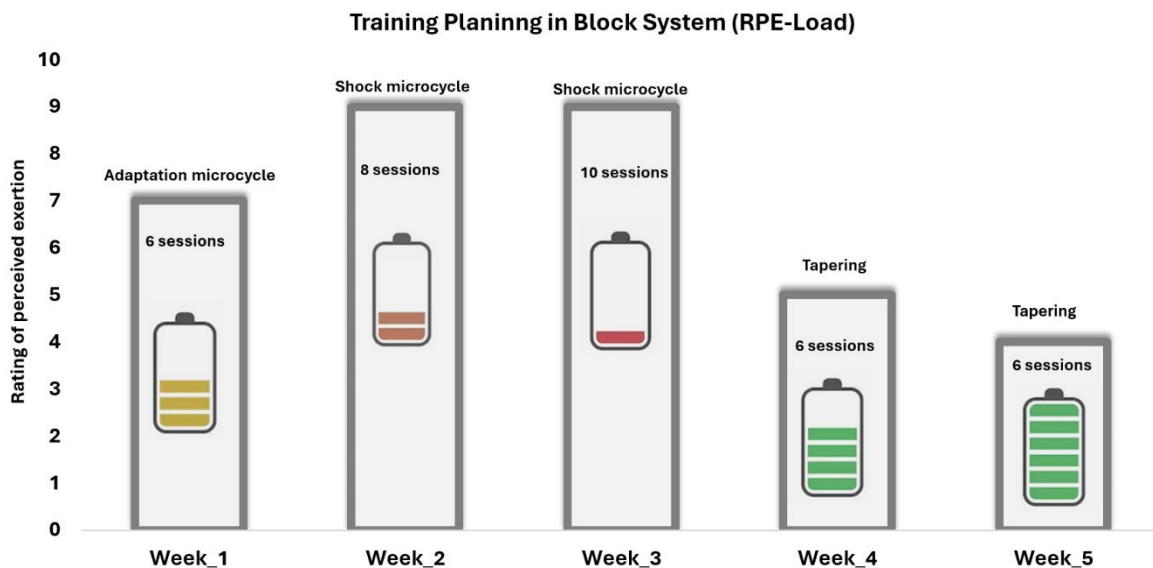 Training Planinng in Block System (RPE-Load)
Rating of perceived exertion
10
9
8
7
6
5
4
3
2
1
0
Adaptation microcycle
6 sessions
Shock microcycle
8 sessions
Shock microcycle
10 sessions
Tapering
6 sessions
Tapering
6 sessions
Week_1
Week_2
Week_3
Week_4
Week_5